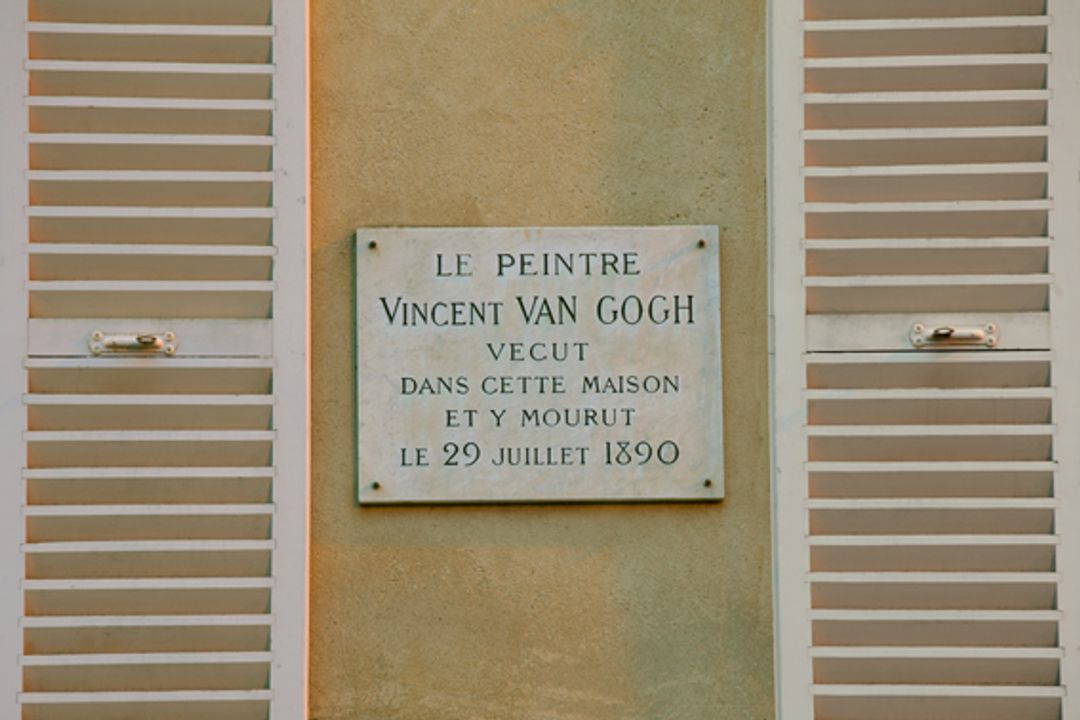 LE PEINTRE
VINCENT VAN GOGH
VECUT
DANS CETTE MAISON
ET Y MOURUT
LE 29 JUILLET 1890